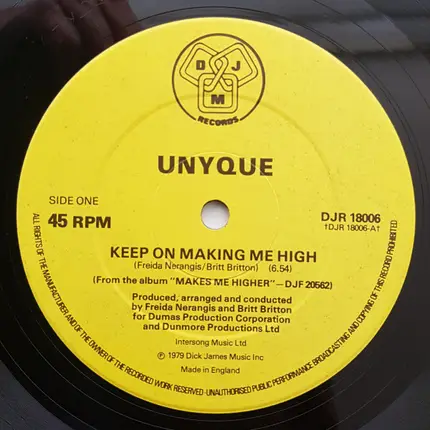 D J M
RECORDS
UNYQUE
SIDE ONE
45 RPM
DJR 18006
†DJR 18006-A†
KEEP ON MAKING ME HIGH
(Freida Nerangis/Britt Britton) (6.54)
(From the album "MAKES ME HIGHER"—DJF 20562)
Produced, arranged and conducted
by Freida Nerangis and Britt Britton
for Dumas Production Corporation
and Dunmore Productions Ltd
Intersong Music Ltd
℗ 1979 Dick James Music Inc
Made in England
ALL RIGHTS OF THE MANUFACTURER AND OF THE OWNER OF THE RECORDED WORK RESERVED-UNAUTHORISED PUBLIC PERFORMANCE BROADCASTING AND COPYING OF THIS RECORD PROHIBITED